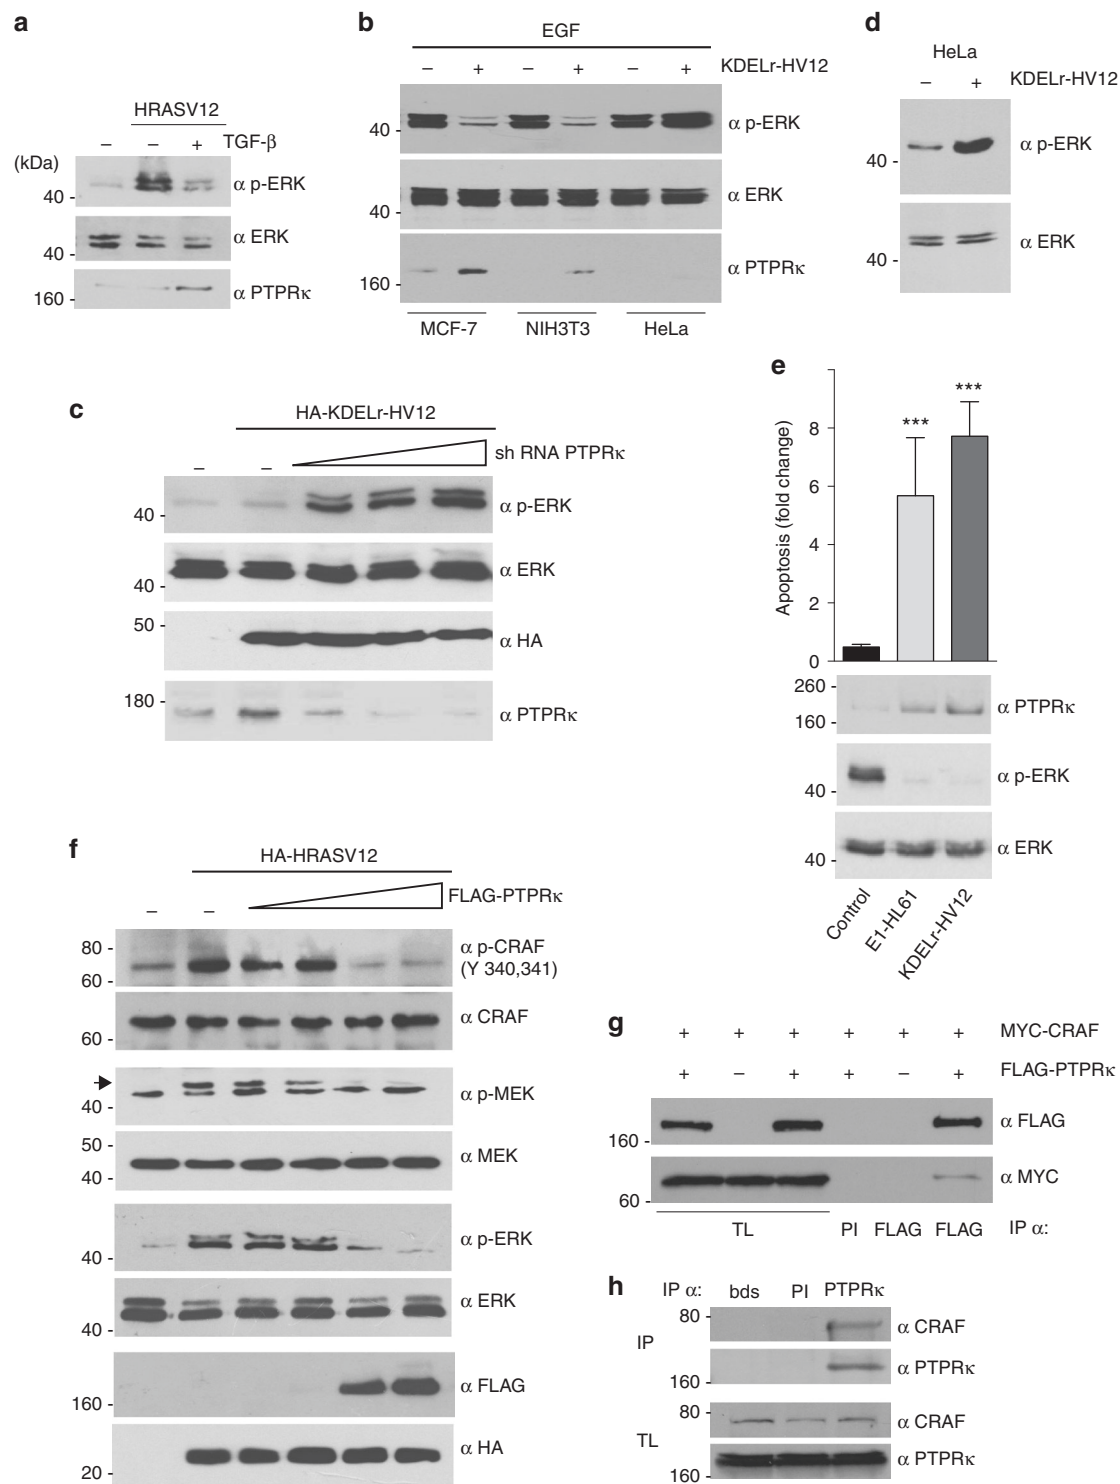 a
HRASV12
– – + TGF-β
(kDa)
α p-ERK
40 -
α ERK
40 -
α PTPRκ
160 -
b
EGF
– + – + – + KDELr-HV12
α p-ERK
40 -
α ERK
40 -
α PTPRκ
160 -
MCF-7 NIH3T3 HeLa
d
HeLa
– + KDELr-HV12
α p-ERK
40 -
α ERK
40 -
c
HA-KDELr-HV12
– – sh RNA PTPRκ
α p-ERK
40 -
α ERK
40 -
50 -
α HA
180 -
α PTPRκ
e
Apoptosis (fold change)
8
6
4
2
0
***
***
260 -
α PTPRκ
160 -
α p-ERK
40 -
α ERK
40 -
Control
E1-HL61
KDELr-HV12
f
HA-HRASV12
– – FLAG-PTPRκ
80 -
α p-CRAF
(Y 340,341)
60 -
α CRAF
60 -
α p-MEK
40 -
50 -
α MEK
40 -
α p-ERK
40 -
α ERK
40 -
α FLAG
160 -
α HA
20 -
g
+ + + + + + MYC-CRAF
+ – + + – + FLAG-PTPRκ
α FLAG
160 -
α MYC
60 -
TL PI FLAG FLAG IP α:
h
IP α: bds PI PTPRκ
80 -
α CRAF
IP
α PTPRκ
160 -
80 -
α CRAF
TL
α PTPRκ
160 -